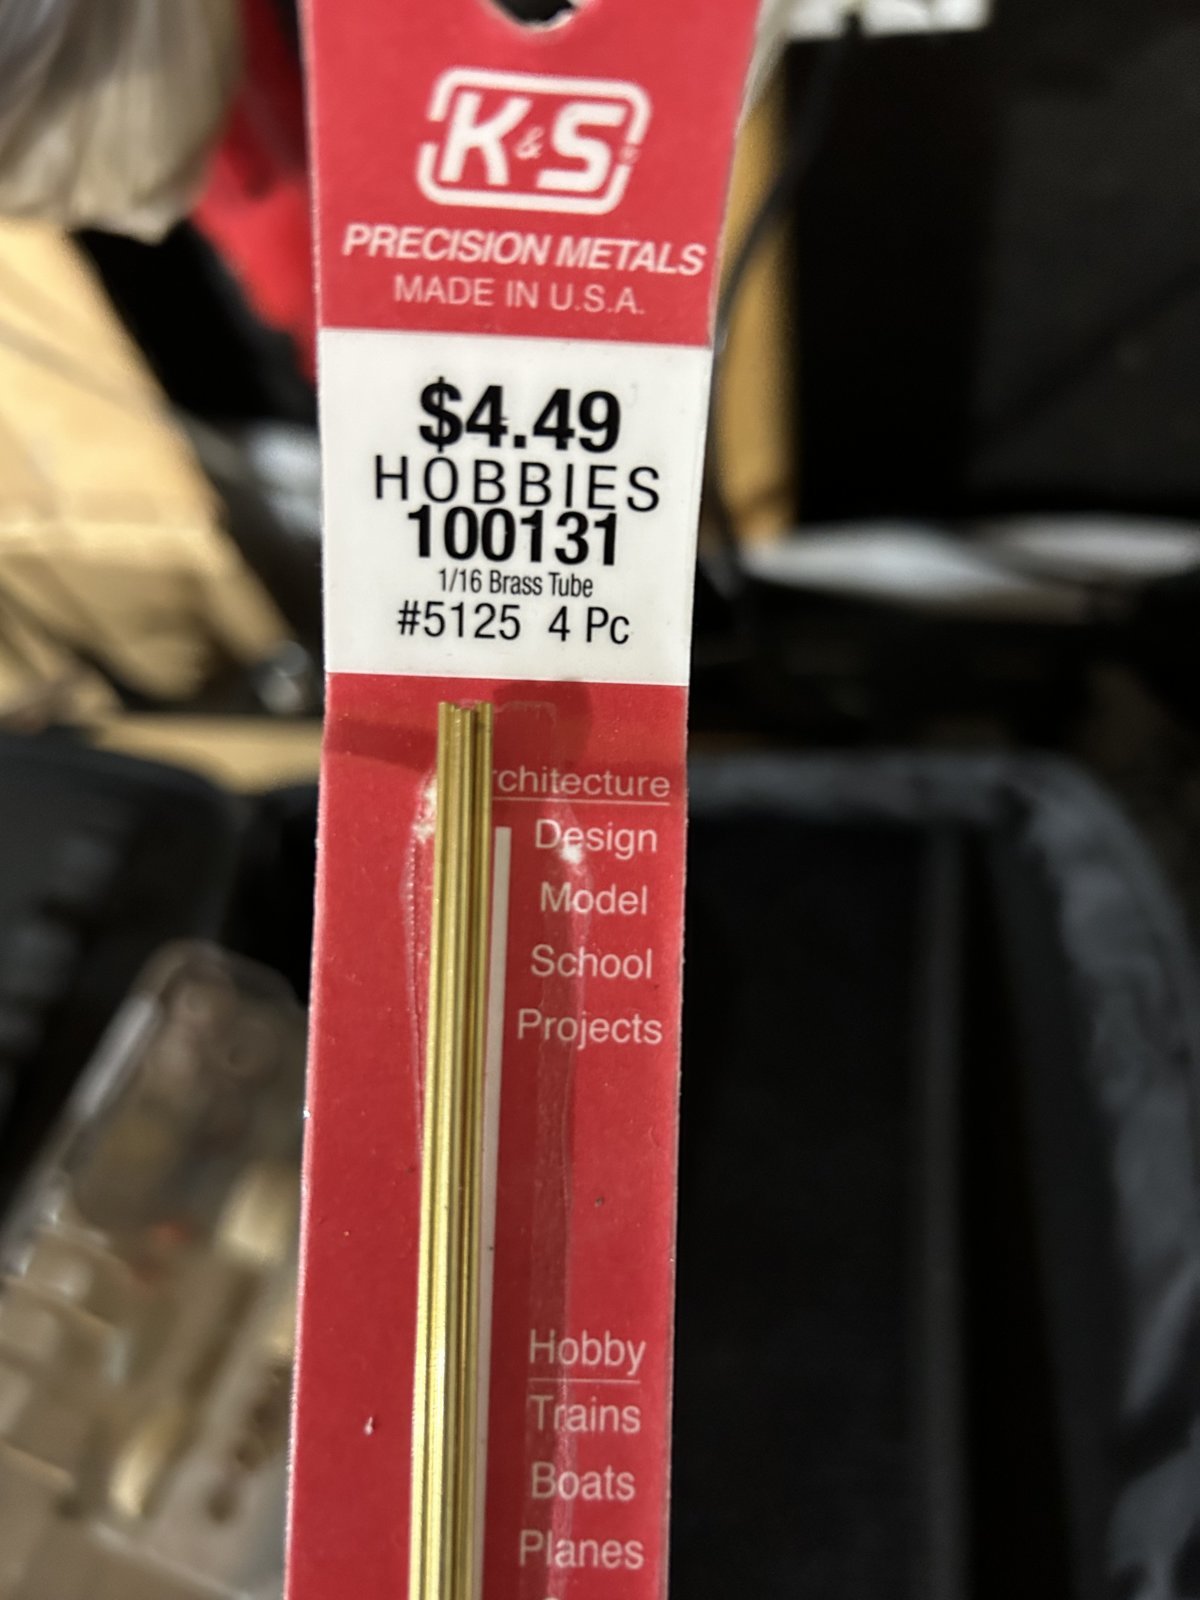 K&S®
PRECISION METALS
MADE IN U.S.A.
$4.49
HOBBIES
100131
1/16 Brass Tube
#5125 4 Pc
rchitecture
Design
Model
School
Projects
Hobby
Trains
Boats
Planes